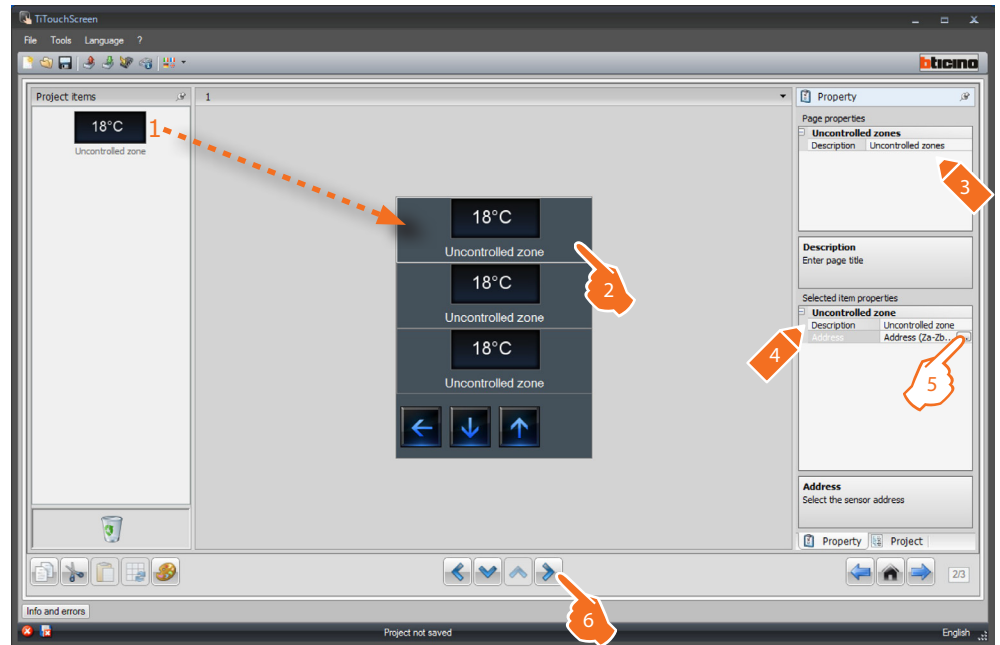 TiTouchScreen
File Tools Language ?
bticino
Project items
1
Property
18°C
Uncontrolled zone
1
Page properties
Uncontrolled zones
Description Uncontrolled zones
3
Description
Enter page title
18°C
Uncontrolled zone
2
18°C
Uncontrolled zone
18°C
Uncontrolled zone
Selected item properties
Uncontrolled zone
Description Uncontrolled zone
Address Address (Za-Zb... ...
4
5
Address
Select the sensor address
Property Project
2/3
6
Info and errors
Project not saved
English